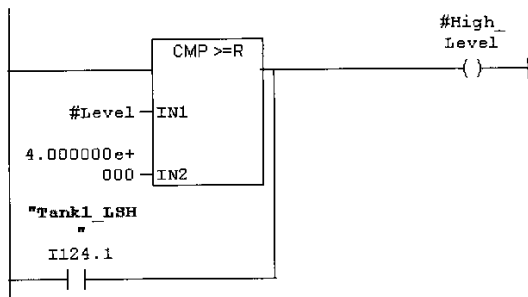 #High_
Level
CMP >=R
( )
#Level
IN1
4.000000e+
000
IN2
"Tank1_LSH
"
I124.1